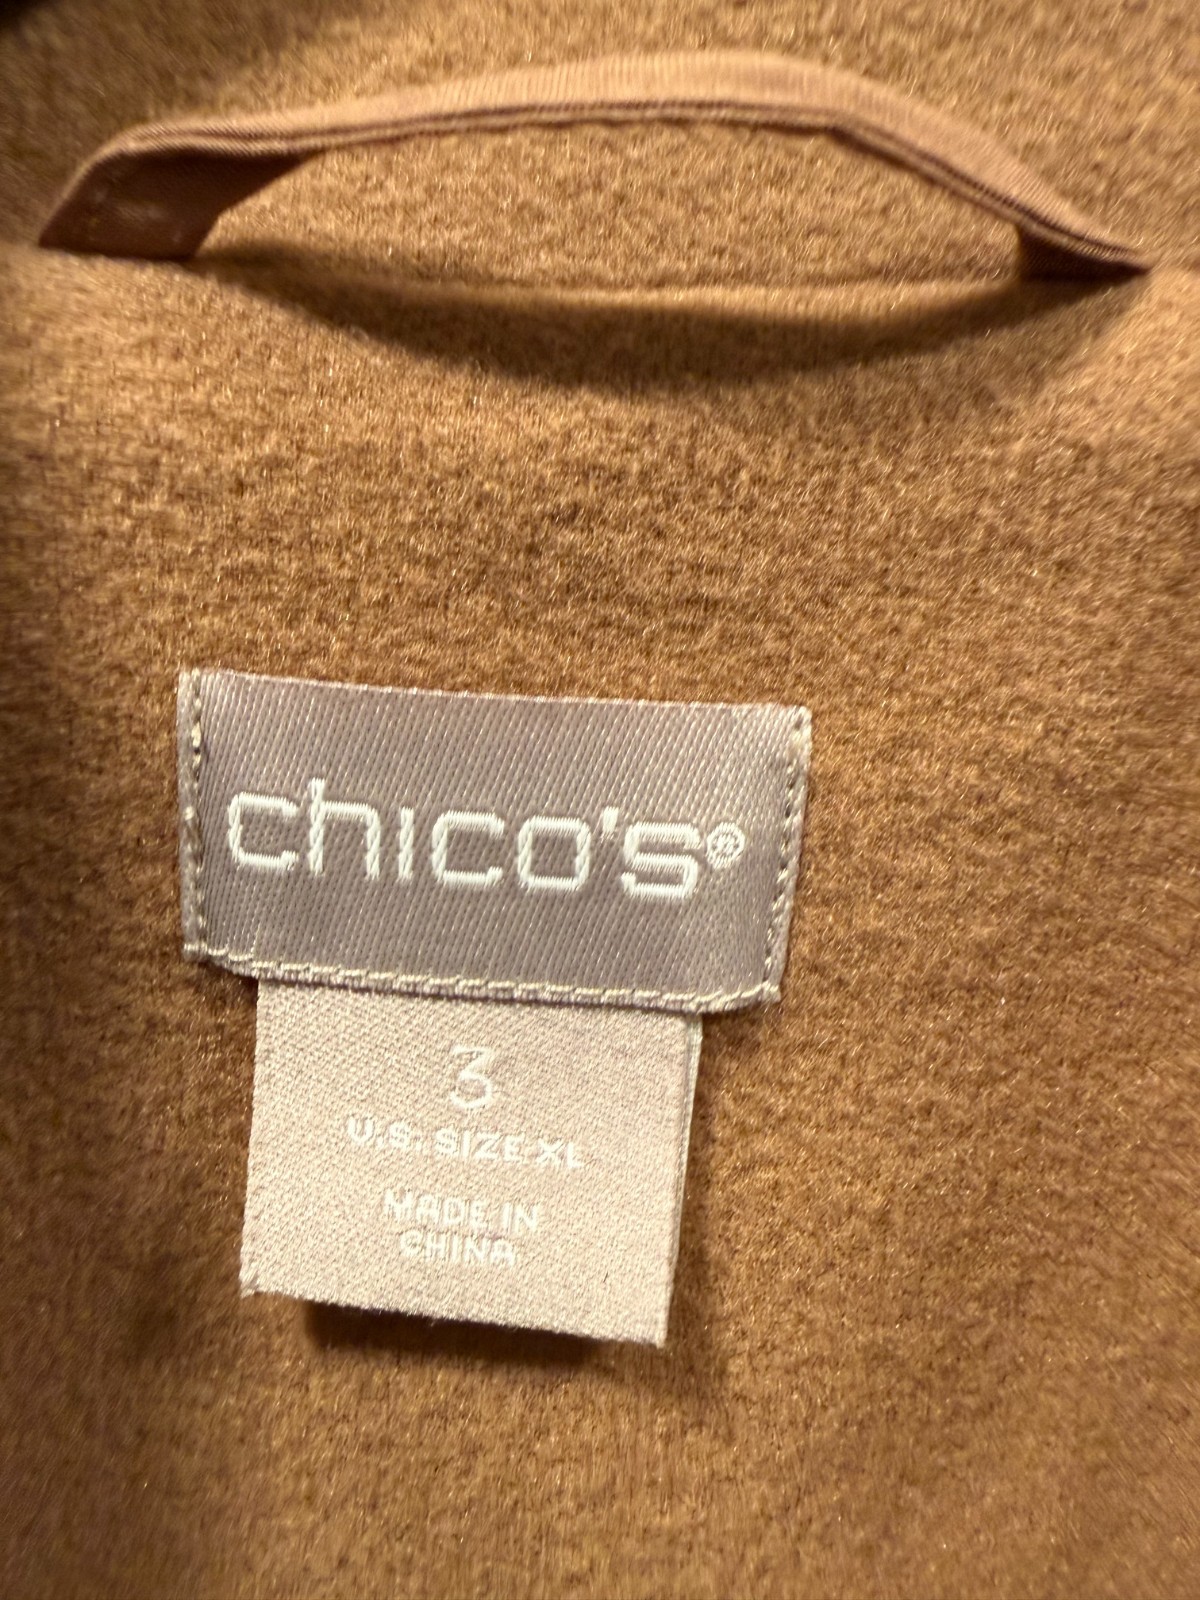 chico's®
3
U.S. SIZE XL
MADE IN
CHINA